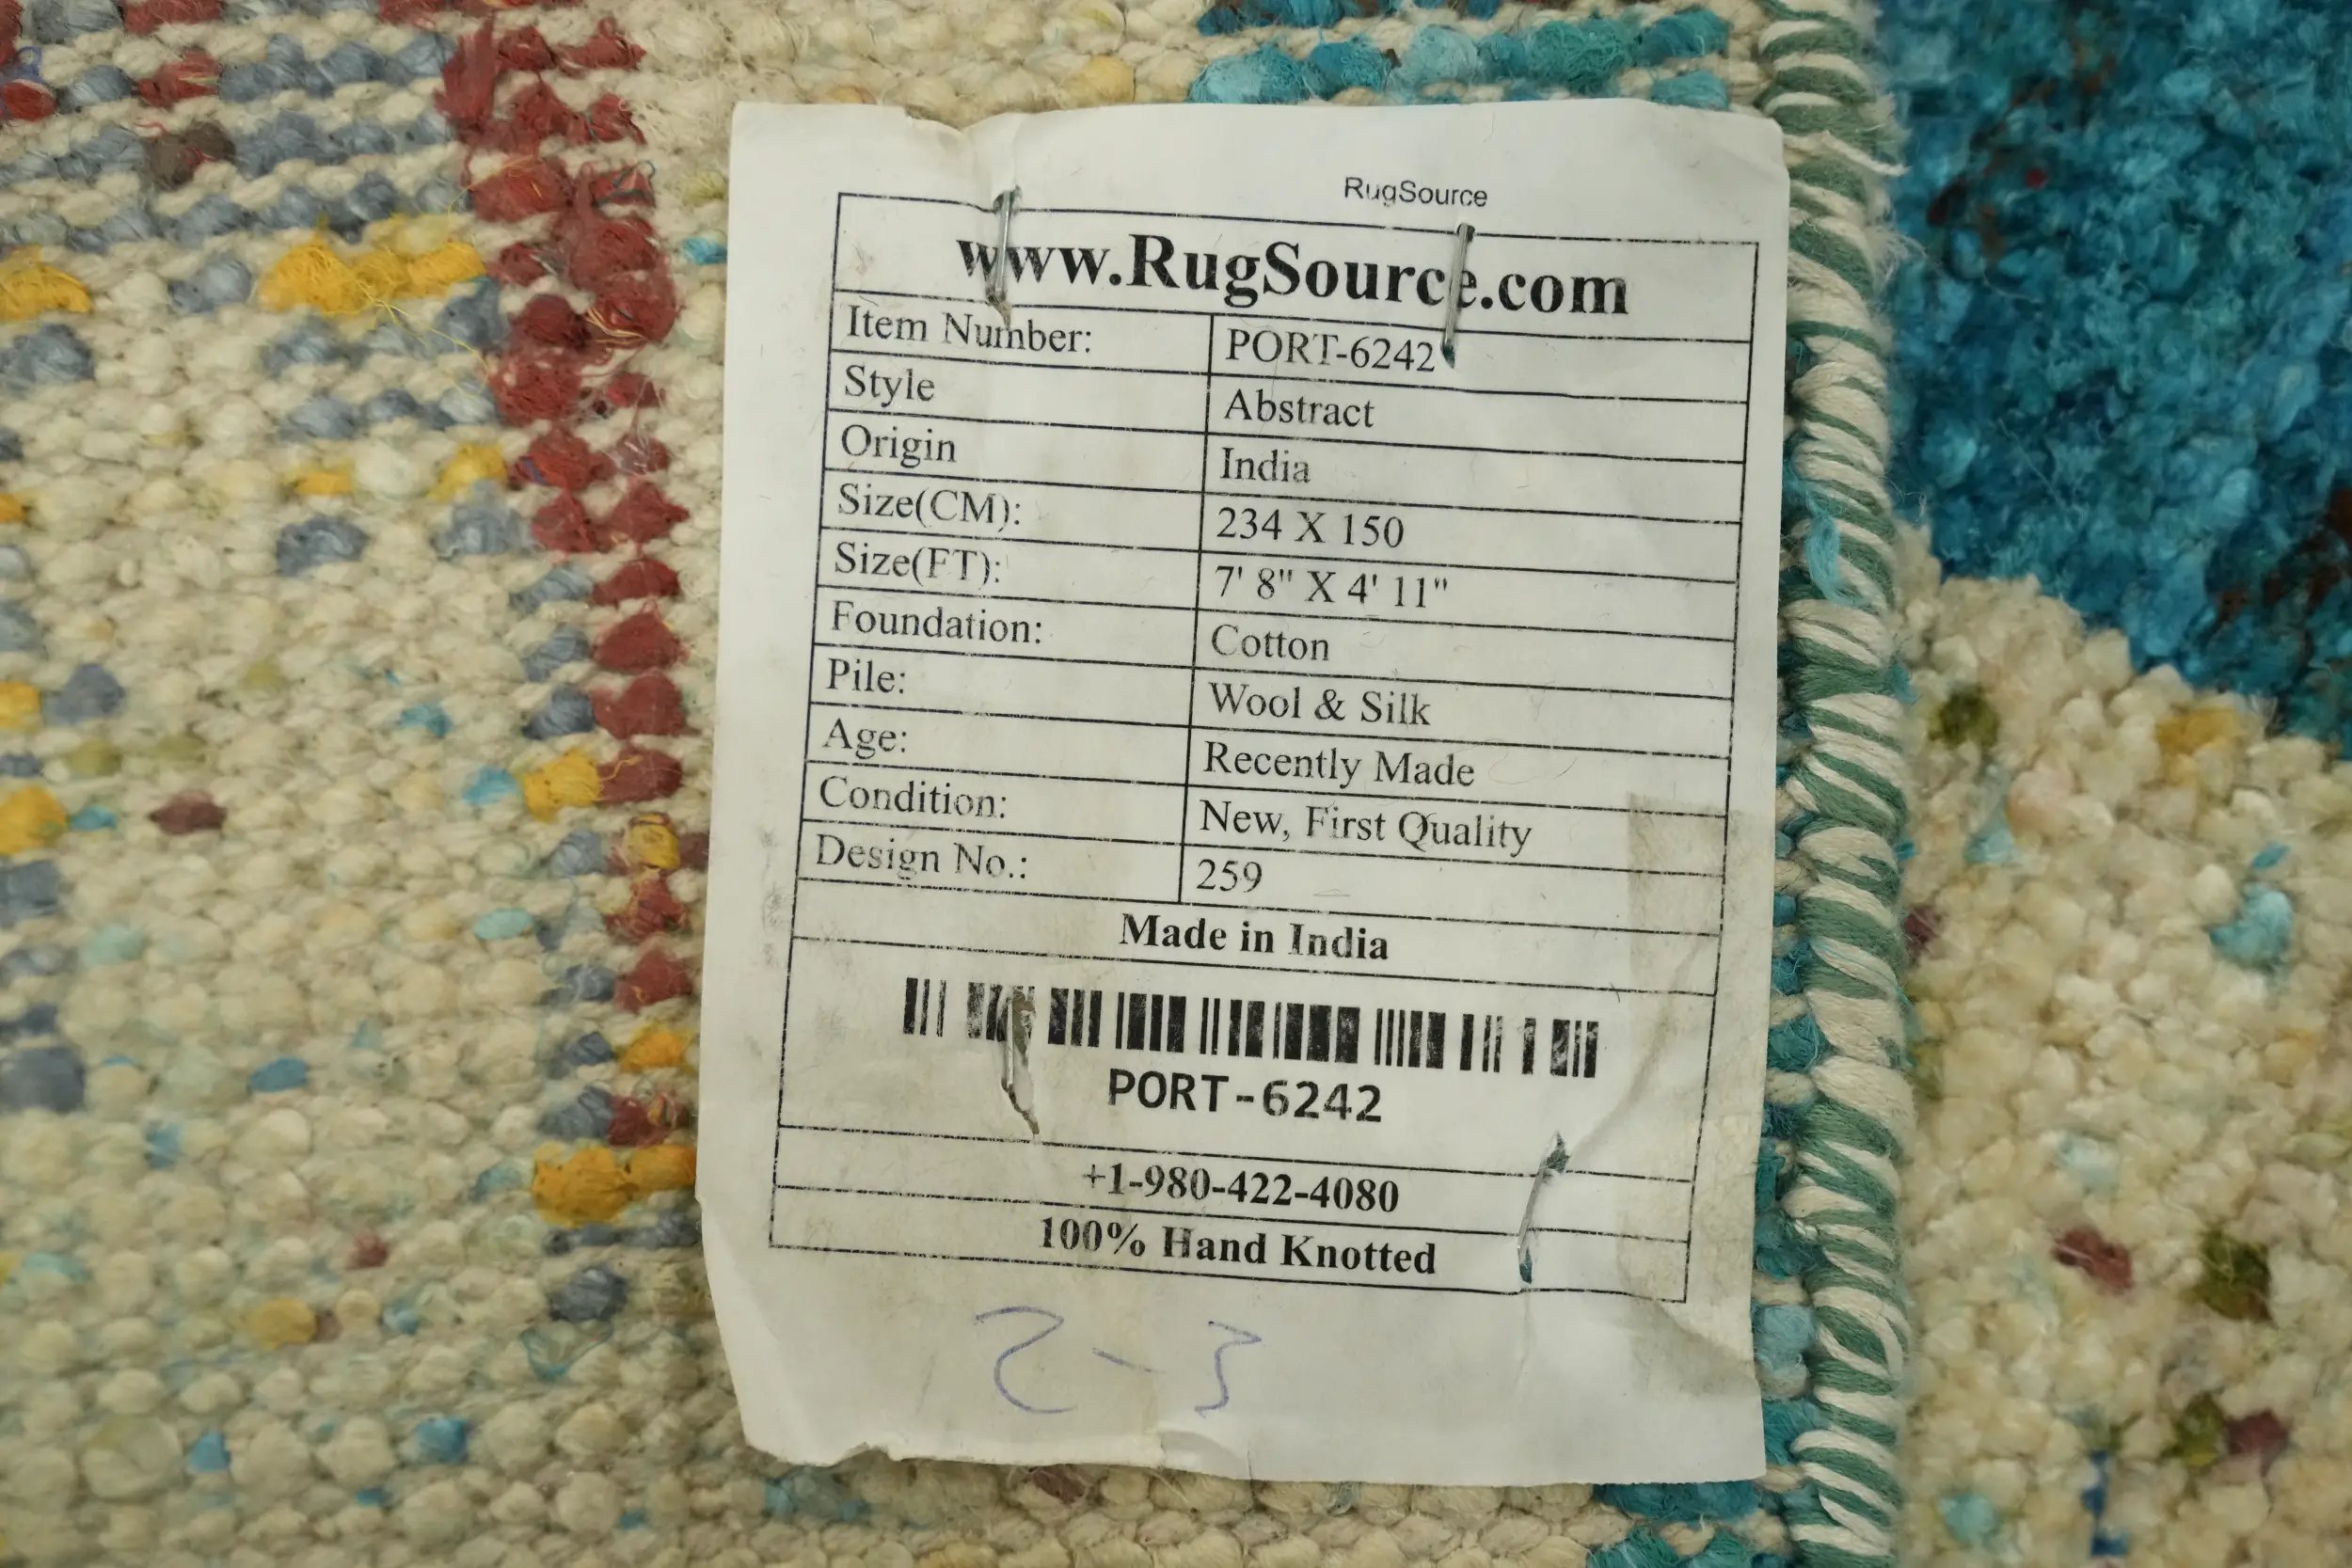 RugSource
www.RugSource.com
Item Number: PORT-6242
Style Abstract
Origin India
Size(CM): 234 X 150
Size(FT): 7' 8" X 4' 11"
Foundation: Cotton
Pile: Wool & Silk
Age: Recently Made
Condition: New, First Quality
Design No.: 259
Made in India
PORT-6242
+1-980-422-4080
100% Hand Knotted
2-3